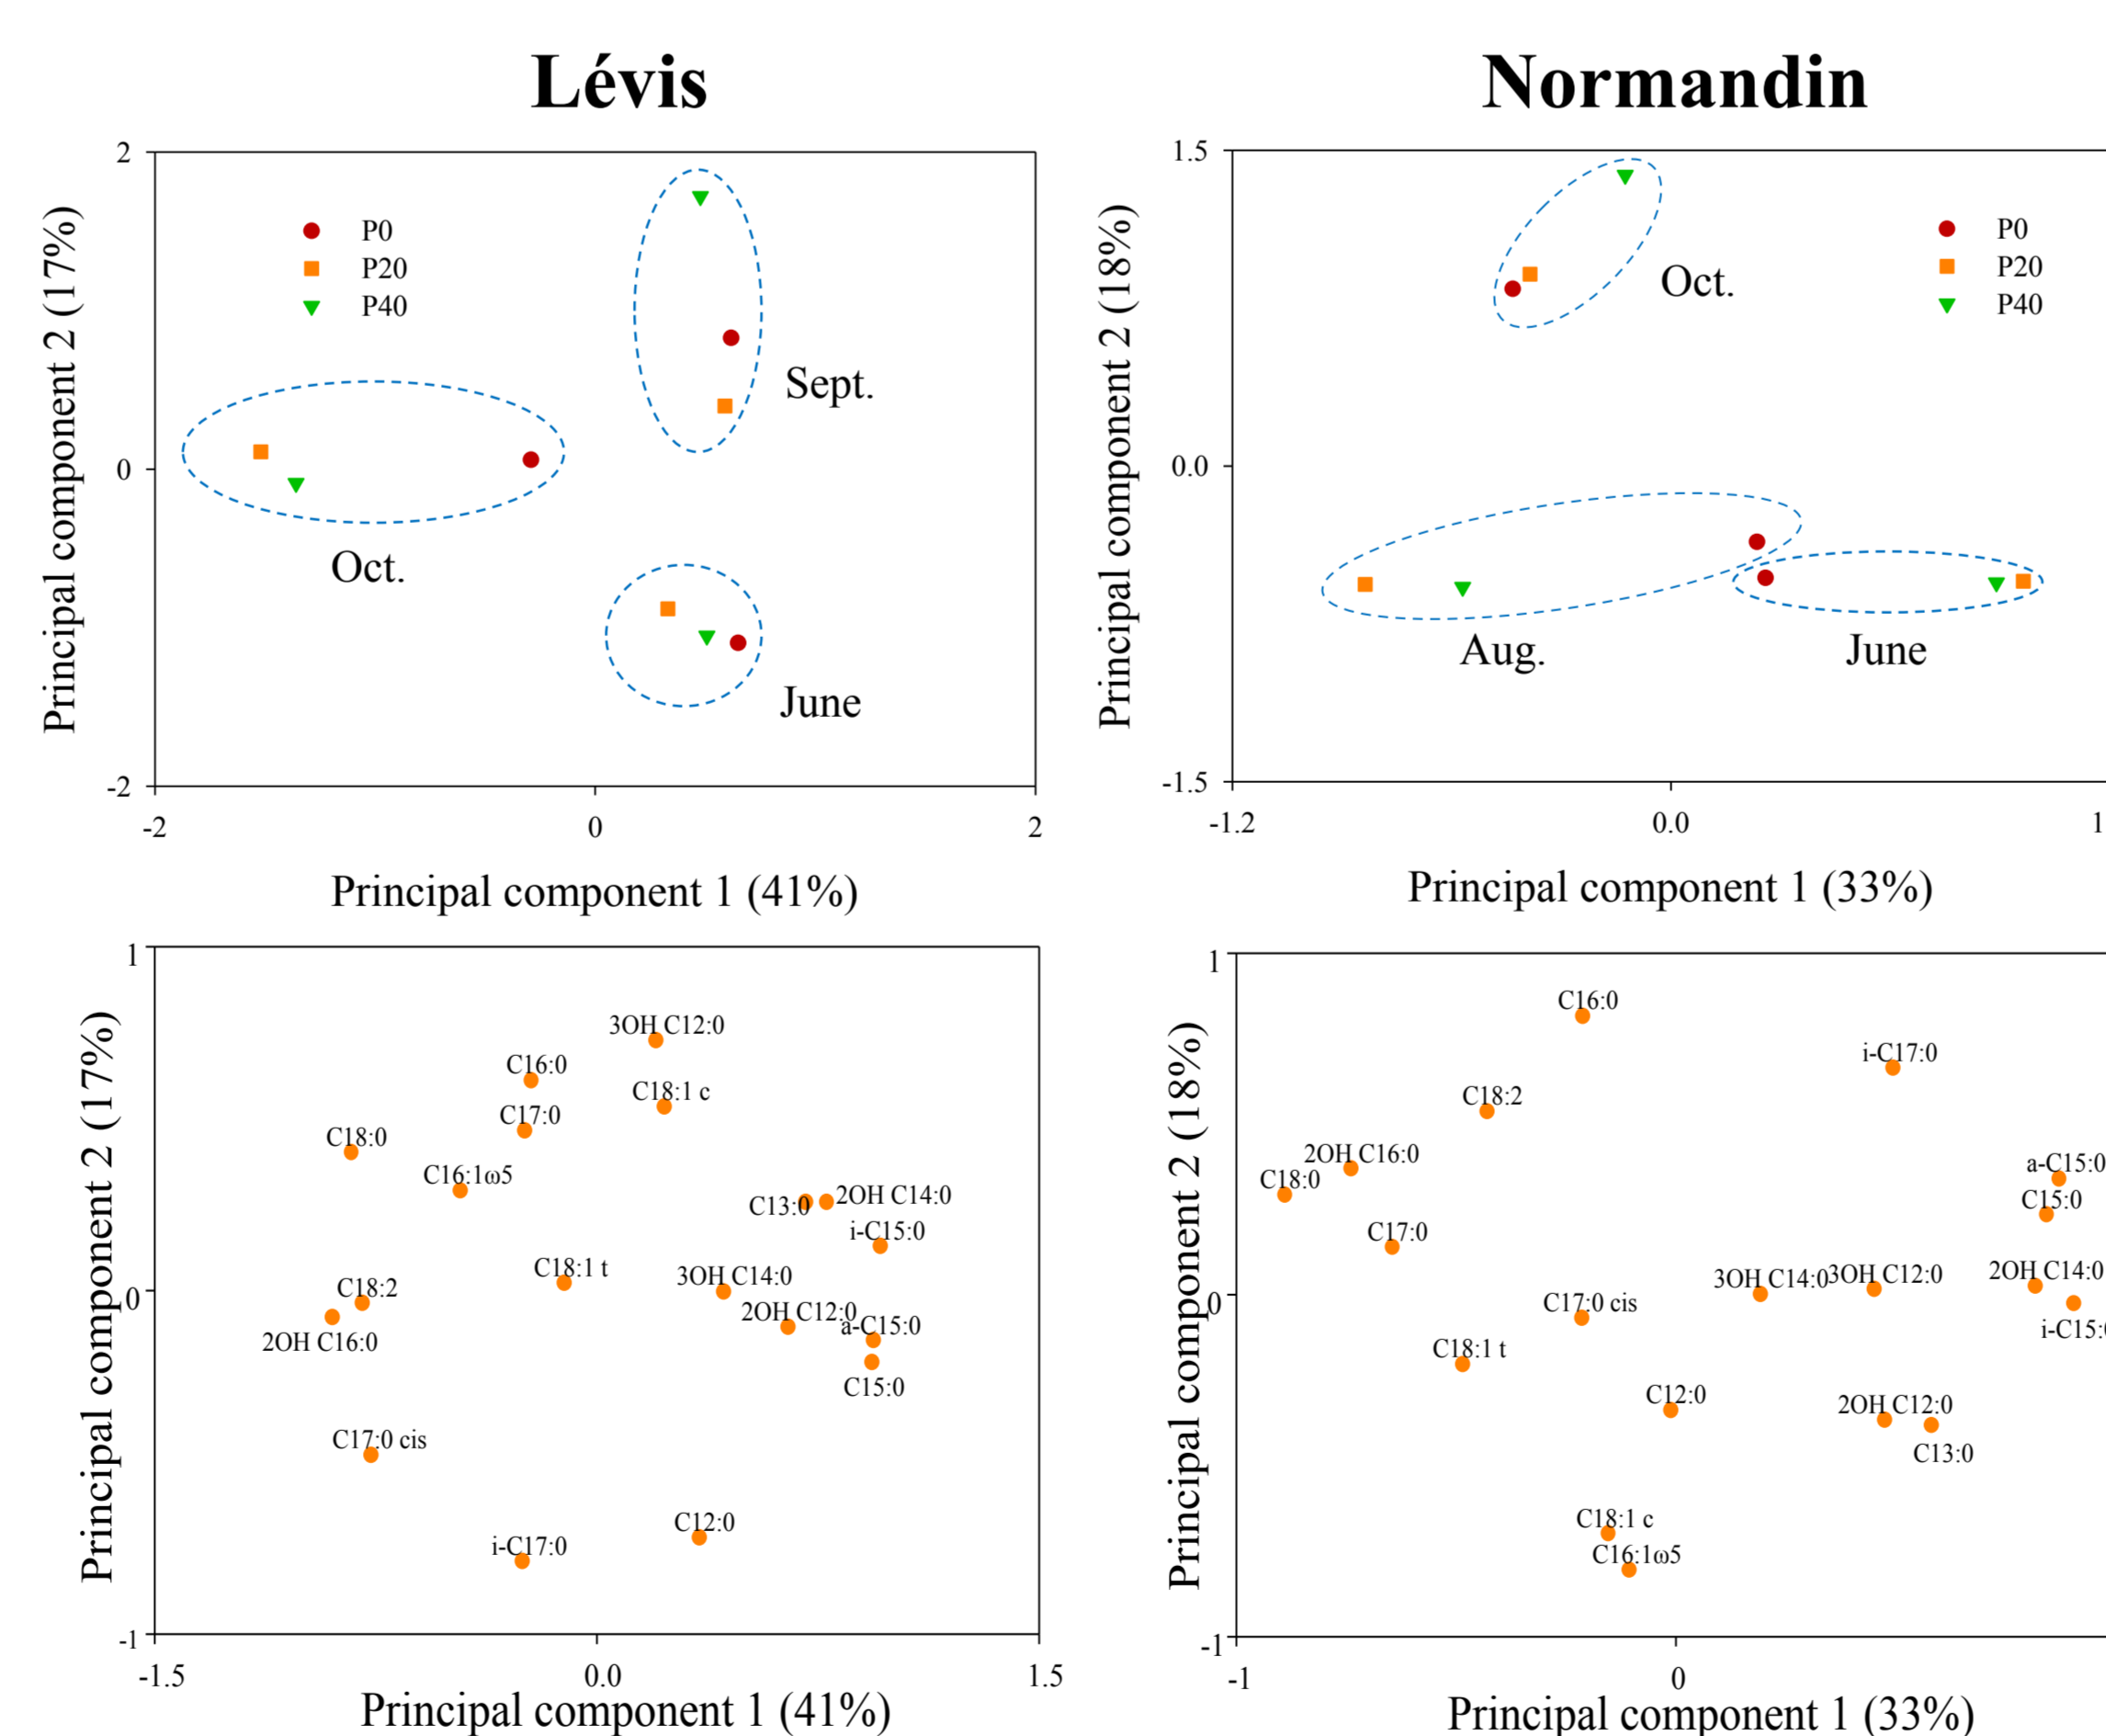 Lévis
Principal component 2 (17%)
2
0
-2
P0
P20
P40
Sept.
Oct.
June
-2
0
2
Principal component 1 (41%)
Normandin
Principal component 2 (18%)
1.5
0.0
-1.5
Oct.
P0
P20
P40
Aug.
June
-1.2
0.0
1
Principal component 1 (33%)
Principal component 2 (17%)
1
0
-1
3OH C12:0
C16:0
C18:1 c
C17:0
C18:0
C16:1ω5
C13:0
2OH C14:0
i-C15:0
C18:1 t
3OH C14:0
C18:2
2OH C12:0
a-C15:0
2OH C16:0
C15:0
C17:0 cis
C12:0
i-C17:0
-1.5
0.0
1.5
Principal component 1 (41%)
Principal component 2 (18%)
1
0
-1
C16:0
i-C17:0
C18:2
2OH C16:0
a-C15:0
C18:0
C15:0
C17:0
3OH C14:0
3OH C12:0
2OH C14:0
C17:0 cis
i-C15:
C18:1 t
C12:0
2OH C12:0
C13:0
C18:1 c
C16:1ω5
-1
0
Principal component 1 (33%)